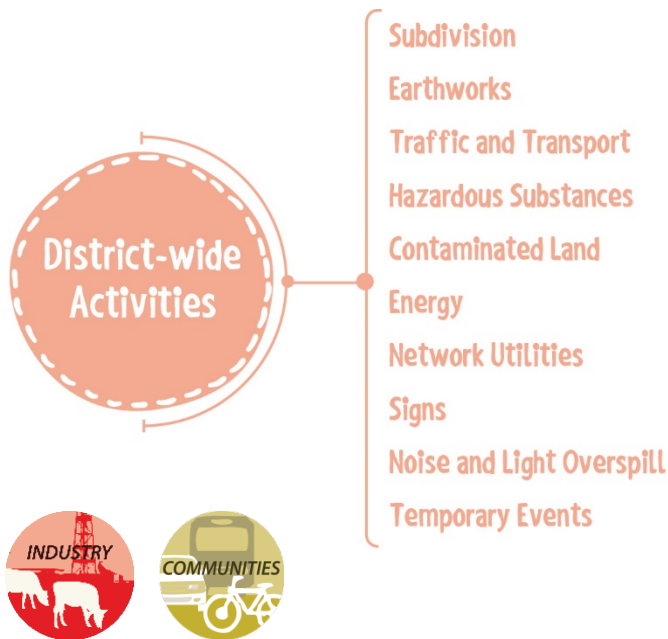 District-wide
Activities
Subdivision
Earthworks
Traffic and Transport
Hazardous Substances
Contaminated Land
Energy
Network Utilities
Signs
Noise and Light Overspill
Temporary Events
INDUSTRY
COMMUNITIES